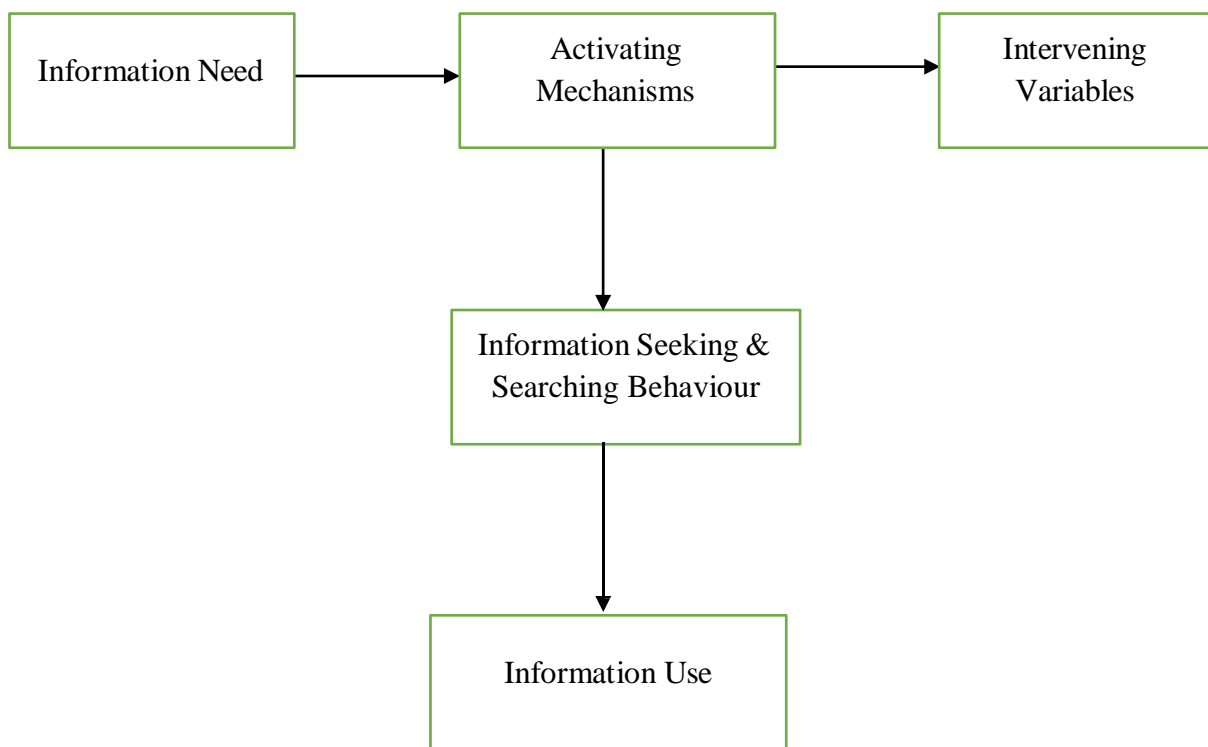 Information Need
Activating
Mechanisms
Intervening
Variables
Information Seeking &
Searching Behaviour
Information Use